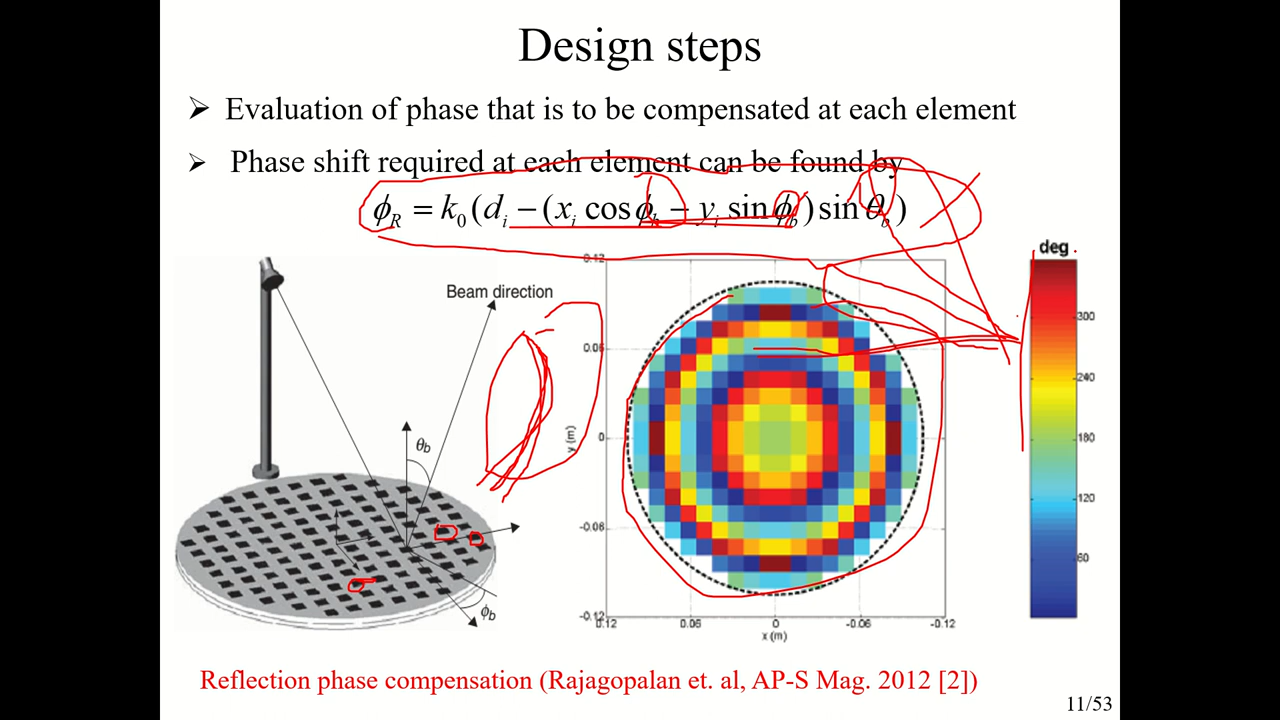 Design steps
➢ Evaluation of phase that is to be compensated at each element
➢ Phase shift required at each element can be found by
ϕ_R = k_0(d_i − (x_i cos ϕ_b − y_i sin ϕ_b) sin θ_b)
Beam direction
θb
ϕb
deg
300
240
180
120
60
0.12
0.06
0
-0.06
-0.12
y (m)
0.12
0.06
0
-0.06
-0.12
x (m)
Reflection phase compensation (Rajagopalan et. al, AP-S Mag. 2012 [2])
11/53